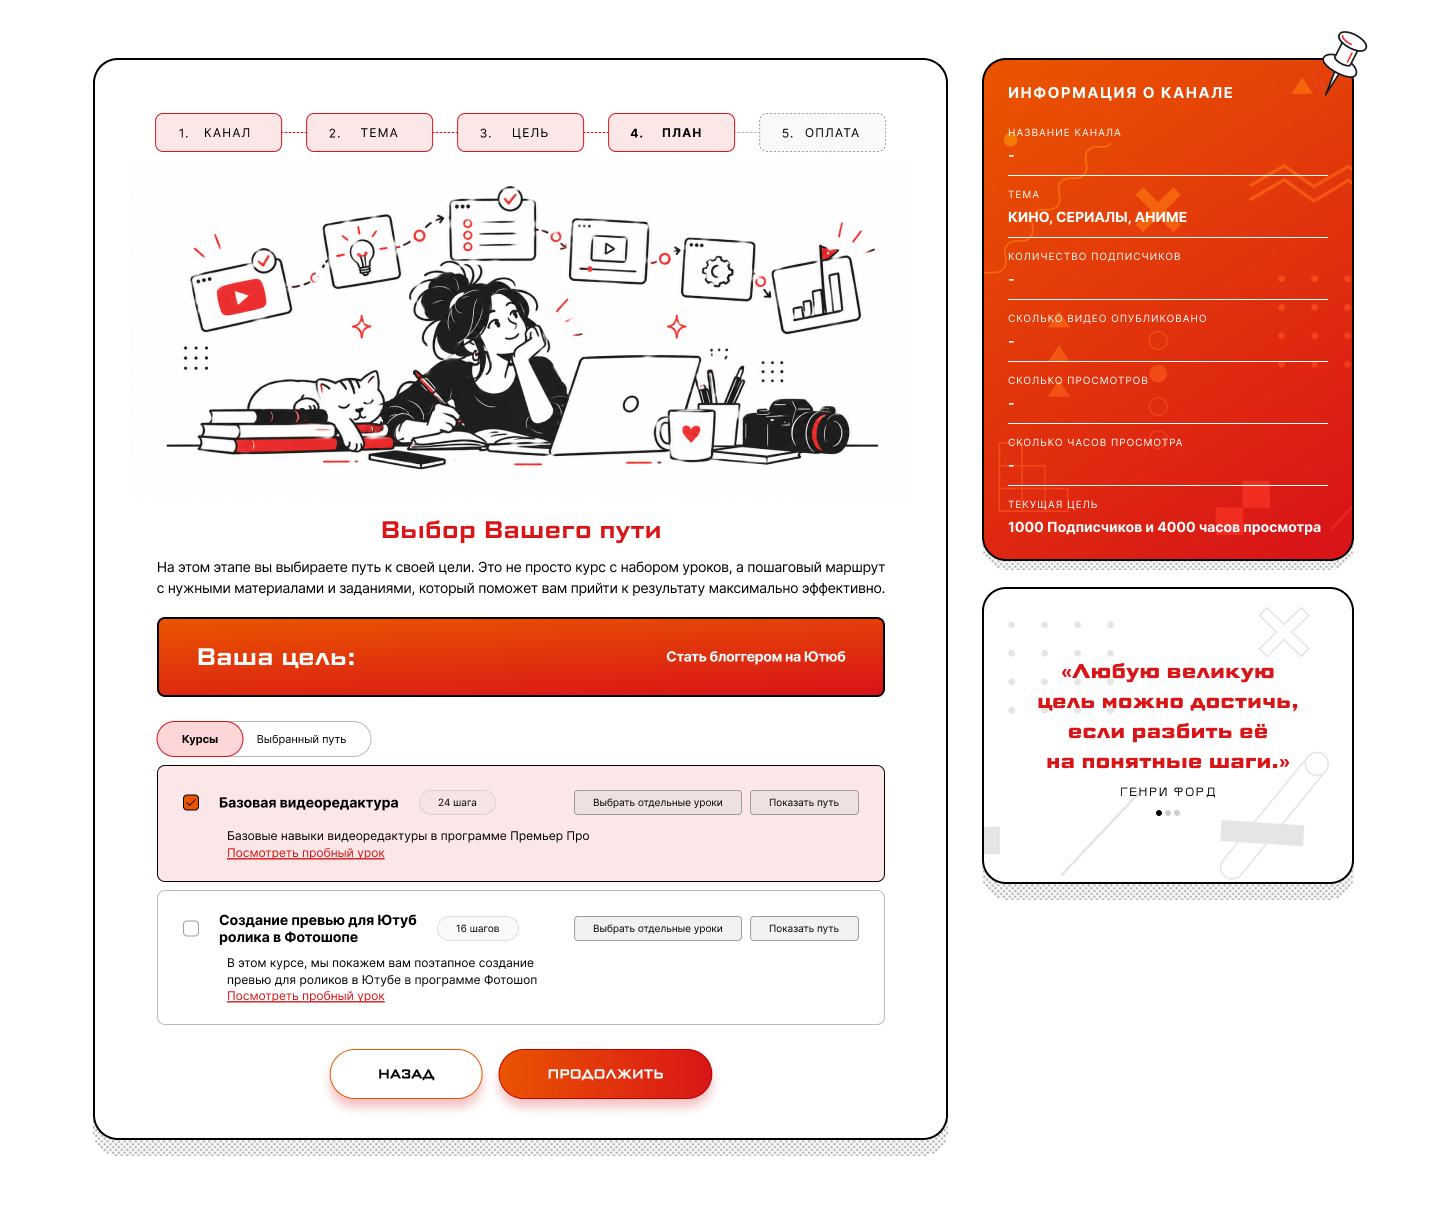 1. КАНАЛ
2. ТЕМА
3. ЦЕЛЬ
4. ПЛАН
5. ОПЛАТА
Выбор Вашего пути
На этом этапе вы выбираете путь к своей цели. Это не просто курс с набором уроков, а пошаговый маршрут
с нужными материалами и заданиями, который поможет вам прийти к результату максимально эффективно.
Ваша цель:
Стать блоггером на Ютюб
Курсы
Выбранный путь
Базовая видеоредактура
24 шага
Выбрать отдельные уроки
Показать путь
Базовые навыки видеоредактуры в программе Премьер Про
Посмотреть пробный урок
Создание превью для Ютуб
ролика в Фотошопе
16 шагов
Выбрать отдельные уроки
Показать путь
В этом курсе, мы покажем вам поэтапное создание
превью для роликов в Ютубе в программе Фотошоп
Посмотреть пробный урок
НАЗАД
ПРОДОЛЖИТЬ
ИНФОРМАЦИЯ О КАНАЛЕ
НАЗВАНИЕ КАНАЛА
-
ТЕМА
КИНО, СЕРИАЛЫ, АНИМЕ
КОЛИЧЕСТВО ПОДПИСЧИКОВ
-
СКОЛЬКО ВИДЕО ОПУБЛИКОВАНО
-
СКОЛЬКО ПРОСМОТРОВ
-
СКОЛЬКО ЧАСОВ ПРОСМОТРА
-
ТЕКУЩАЯ ЦЕЛЬ
1000 Подписчиков и 4000 часов просмотра
«Любую великую
цель можно достичь,
если разбить её
на понятные шаги.»
ГЕНРИ ФОРД